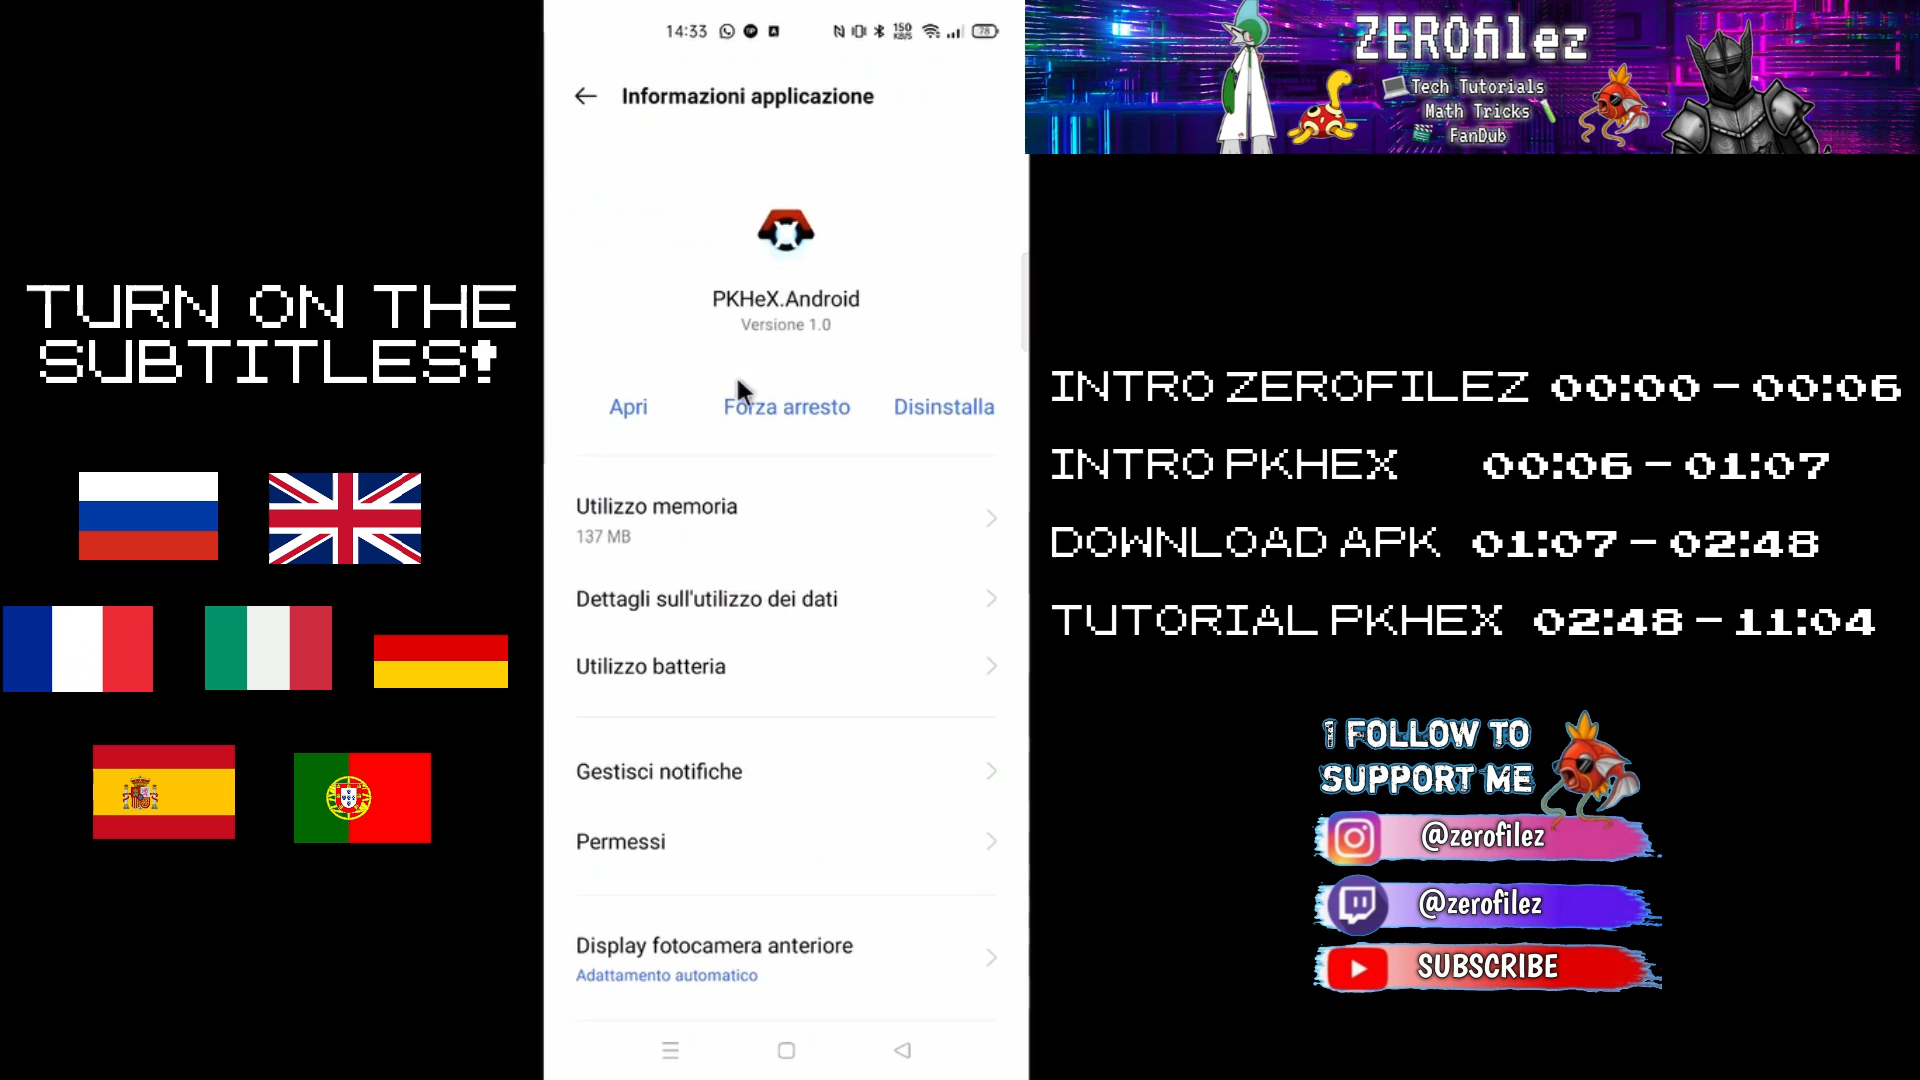 TURN ON THE
SUBTITLES!
14:33
150
KB/S
78
Informazioni applicazione
PKHeX.Android
Versione 1.0
Apri
Forza arresto
Disinstalla
Utilizzo memoria
137 MB
Dettagli sull'utilizzo dei dati
Utilizzo batteria
Gestisci notifiche
Permessi
Display fotocamera anteriore
Adattamento automatico
ZEROfilez
Tech Tutorials
Math Tricks
FanDub
INTRO ZEROFILEZ 00:00 - 00:06
INTRO PKHEX 00:06 - 01:07
DOWNLOAD APK 01:07 - 02:48
TUTORIAL PKHEX 02:48 - 11:04
FOLLOW TO
SUPPORT ME
@zerofilez
@zerofilez
SUBSCRIBE